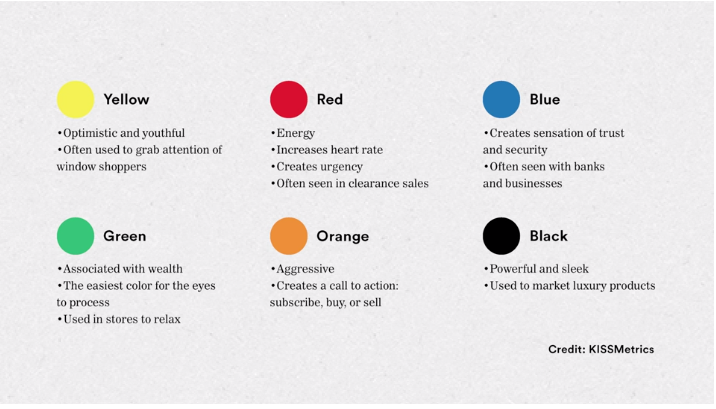 Yellow
•Optimistic and youthful
•Often used to grab attention of
window shoppers
Red
•Energy
•Increases heart rate
•Creates urgency
•Often seen in clearance sales
Blue
•Creates sensation of trust
and security
•Often seen with banks
and businesses
Green
•Associated with wealth
•The easiest color for the eyes
to process
•Used in stores to relax
Orange
•Aggressive
•Creates a call to action:
subscribe, buy, or sell
Black
•Powerful and sleek
•Used to market luxury products
Credit: KISSMetrics